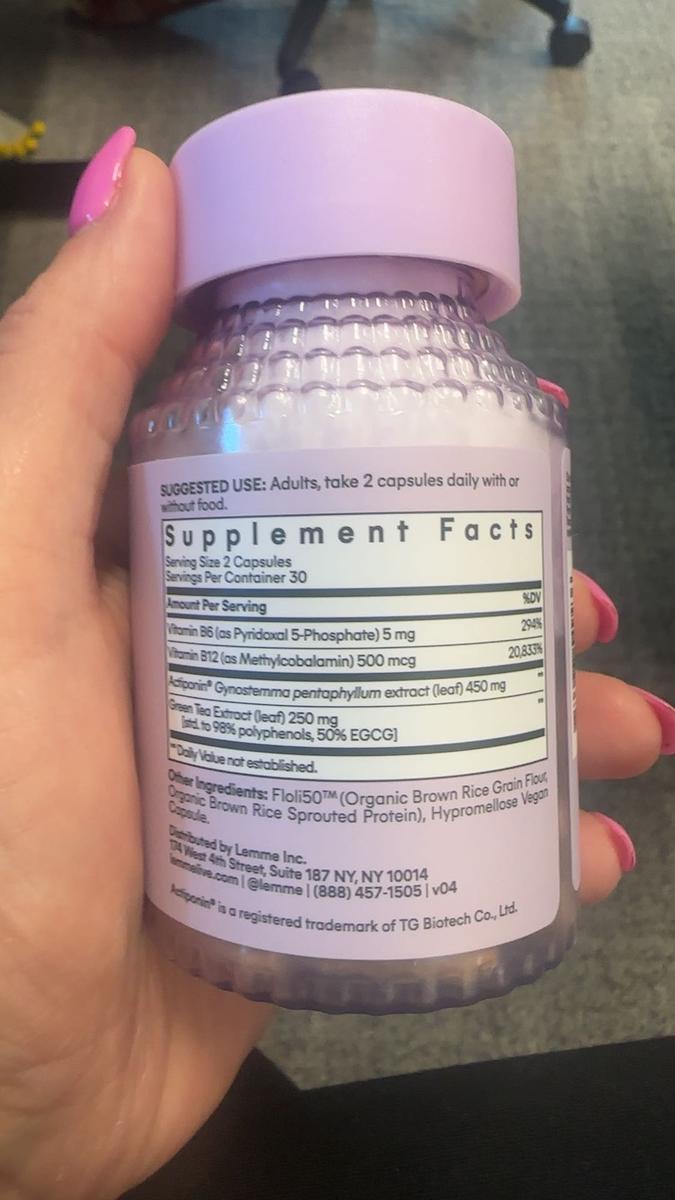 SUGGESTED USE: Adults, take 2 capsules daily with or
without food.
Supplement Facts
Serving Size 2 Capsules
Servings Per Container 30
Amount Per Serving %DV
Vitamin B6 (as Pyridoxal 5-Phosphate) 5 mg 294%
Vitamin B12 (as Methylcobalamin) 500 mcg 20,833%
Actiponin® Gynostemma pentaphyllum extract (leaf) 450 mg **
Green Tea Extract (leaf) 250 mg **
[std. to 98% polyphenols, 50% EGCG]
**Daily Value not established.
Other Ingredients: Floli50™ (Organic Brown Rice Grain Flour,
Organic Brown Rice Sprouted Protein), Hypromellose Vegan
Capsule.
Distributed by Lemme Inc.
174 West 4th Street, Suite 187 NY, NY 10014
lemmelive.com | @lemme | (888) 457-1505 | v04
Actiponin® is a registered trademark of TG Biotech Co., Ltd.